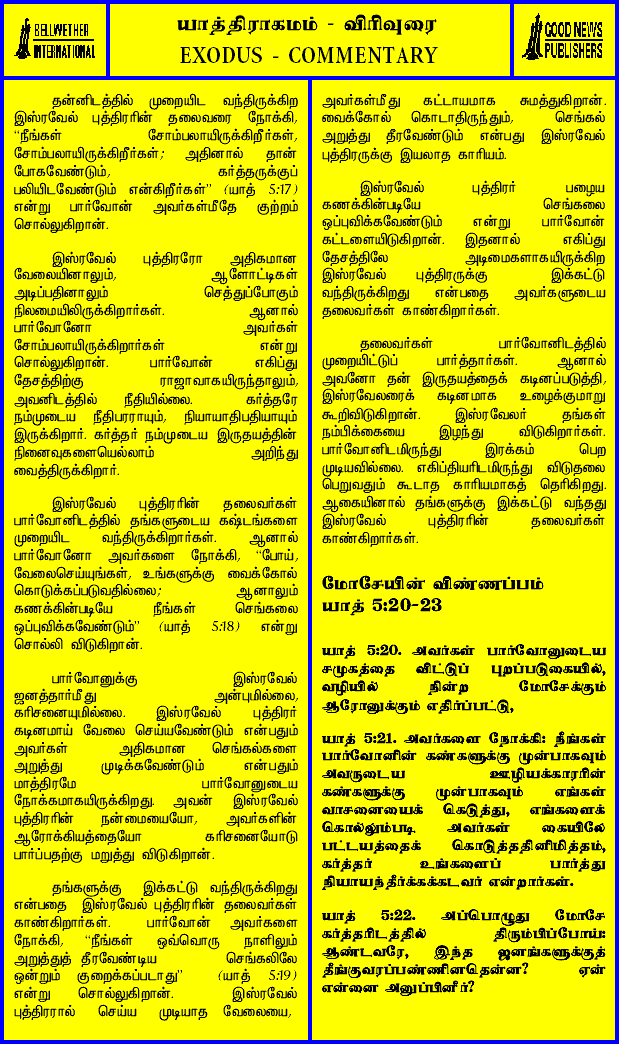 BELLWETHER
INTERNATIONAL
யாத்திராகமம் - விரிவுரை
EXODUS - COMMENTARY
GOOD NEWS
PUBLISHERS
தன்னிடத்தில் முறையிட வந்திருக்கிற
இஸ்ரவேல் புத்திரரின் தலைவரை நோக்கி,
“நீங்கள் சோம்பலாயிருக்கிறீர்கள்,
சோம்பலாயிருக்கிறீர்கள்; அதினால் தான்
போகவேண்டும், கர்த்தருக்குப்
பலியிடவேண்டும் என்கிறீர்கள்” (யாத் 5:17)
என்று பார்வோன் அவர்கள்மீதே குற்றம்
சொல்லுகிறான்.
இஸ்ரவேல் புத்திரரோ அதிகமான
வேலையினாலும், ஆளோட்டிகள்
அடிப்பதினாலும் செத்துப்போகும்
நிலமையிலிருக்கிறார்கள். ஆனால்
பார்வோனோ அவர்கள்
சோம்பலாயிருக்கிறார்கள் என்று
சொல்லுகிறான். பார்வோன் எகிப்து
தேசத்திற்கு ராஜாவாகயிருந்தாலும்,
அவனிடத்தில் நீதியில்லை. கர்த்தரே
நம்முடைய நீதிபரராயும், நியாயாதிபதியாயும்
இருக்கிறார். கர்த்தர் நம்முடைய இருதயத்தின்
நினைவுகளையெல்லாம் அறிந்து
வைத்திருக்கிறார்.
இஸ்ரவேல் புத்திரரின் தலைவர்கள்
பார்வோனிடத்தில் தங்களுடைய கஷ்டங்களை
முறையிட வந்திருக்கிறார்கள். ஆனால்
பார்வோனோ அவர்களை நோக்கி, “போய்,
வேலைசெய்யுங்கள், உங்களுக்கு வைக்கோல்
கொடுக்கப்படுவதில்லை; ஆனாலும்
கணக்கின்படியே நீங்கள் செங்கலை
ஒப்புவிக்கவேண்டும்” (யாத் 5:18) என்று
சொல்லி விடுகிறான்.
பார்வோனுக்கு இஸ்ரவேல்
ஜனத்தார்மீது அன்புமில்லை,
கரிசனையுமில்லை. இஸ்ரவேல் புத்திரர்
கடினமாய் வேலை செய்யவேண்டும் என்பதும்
அவர்கள் அதிகமான செங்கல்களை
அறுத்து முடிக்கவேண்டும் என்பதும்
மாத்திரமே பார்வோனுடைய
நோக்கமாகயிருக்கிறது. அவன் இஸ்ரவேல்
புத்திரரின் நன்மையையோ, அவர்களின்
ஆரோக்கியத்தையோ கரிசனையோடு
பார்ப்பதற்கு மறுத்து விடுகிறான்.
தங்களுக்கு இக்கட்டு வந்திருக்கிறது
என்பதை இஸ்ரவேல் புத்திரரின் தலைவர்கள்
காண்கிறார்கள். பார்வோன் அவர்களை
நோக்கி, “நீங்கள் ஒவ்வொரு நாளிலும்
அறுத்துத் தீரவேண்டிய செங்கலிலே
ஒன்றும் குறைக்கப்படாது” (யாத் 5:19)
என்று சொல்லுகிறான். இஸ்ரவேல்
புத்திரரால் செய்ய முடியாத வேலையை,
அவர்கள்மீது கட்டாயமாக சுமத்துகிறான்.
வைக்கோல் கொடாதிருந்தும், செங்கல்
அறுத்து தீரவேண்டும் என்பது இஸ்ரவேல்
புத்திரருக்கு இயலாத காரியம்.
இஸ்ரவேல் புத்திரர் பழைய
கணக்கின்படியே செங்கலை
ஒப்புவிக்கவேண்டும் என்று பார்வோன்
கட்டளையிடுகிறான். இதனால் எகிப்து
தேசத்திலே அடிமைகளாகயிருக்கிற
இஸ்ரவேல் புத்திரருக்கு இக்கட்டு
வந்திருக்கிறது என்பதை அவர்களுடைய
தலைவர்கள் காண்கிறார்கள்.
தலைவர்கள் பார்வோனிடத்தில்
முறையிட்டுப் பார்த்தார்கள். ஆனால்
அவனோ தன் இருதயத்தைக் கடினப்படுத்தி,
இஸ்ரவேலரைக் கடினமாக உழைக்குமாறு
கூறிவிடுகிறான். இஸ்ரவேலர் தங்கள்
நம்பிக்கையை இழந்து விடுகிறார்கள்.
பார்வோனிடமிருந்து இரக்கம் பெற
முடியவில்லை. எகிப்தியரிடமிருந்து விடுதலை
பெறுவதும் கூடாத காரியமாகத் தெரிகிறது.
ஆகையினால் தங்களுக்கு இக்கட்டு வந்தது
இஸ்ரவேல் புத்திரரின் தலைவர்கள்
காண்கிறார்கள்.
மோசேயின் விண்ணப்பம்
யாத் 5:20-23
யாத் 5:20. அவர்கள் பார்வோனுடைய
சமுகத்தை விட்டுப் புறப்படுகையில்,
வழியில் நின்ற மோசேக்கும்
ஆரோனுக்கும் எதிர்ப்பட்டு,
யாத் 5:21. அவர்களை நோக்கி: நீங்கள்
பார்வோனின் கண்களுக்கு முன்பாகவும்
அவருடைய ஊழியக்காரரின்
கண்களுக்கு முன்பாகவும் எங்கள்
வாசனையைக் கெடுத்து, எங்களைக்
கொல்லும்படி அவர்கள் கையிலே
பட்டயத்தைக் கொடுத்ததினிமித்தம்,
கர்த்தர் உங்களைப் பார்த்து
நியாயந்தீர்க்கக்கடவர் என்றார்கள்.
யாத் 5:22. அப்பொழுது மோசே
கர்த்தரிடத்தில் திரும்பிப்போய்:
ஆண்டவரே, இந்த ஜனங்களுக்குத்
தீங்குவரப்பண்ணினதென்ன? ஏன்
என்னை அனுப்பினீர்?